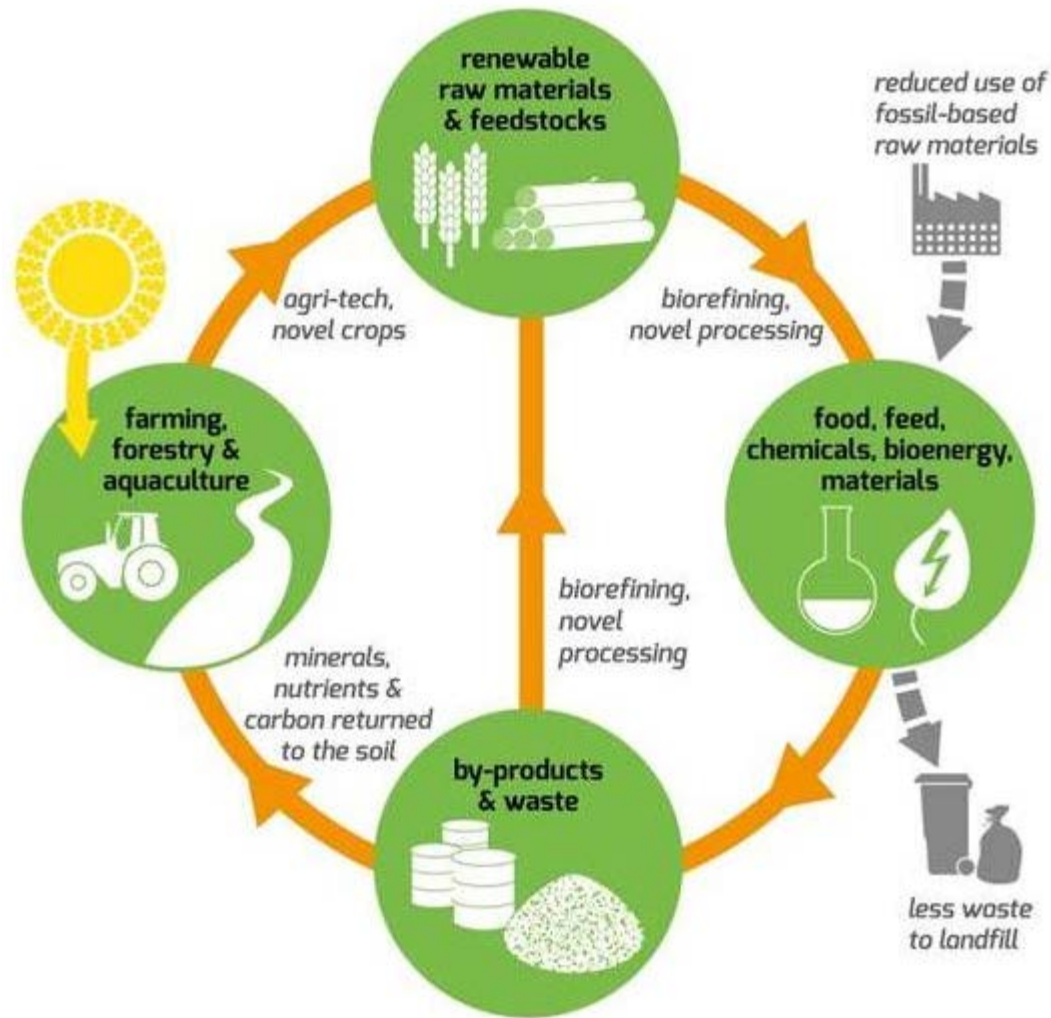 renewable
raw materials
& feedstocks
reduced use of
fossil-based
raw materials
agri-tech,
novel crops
biorefining,
novel processing
farming,
forestry &
aquaculture
food, feed,
chemicals, bioenergy,
materials
biorefining,
novel
processing
minerals,
nutrients &
carbon returned
to the soil
by-products
& waste
less waste
to landfill